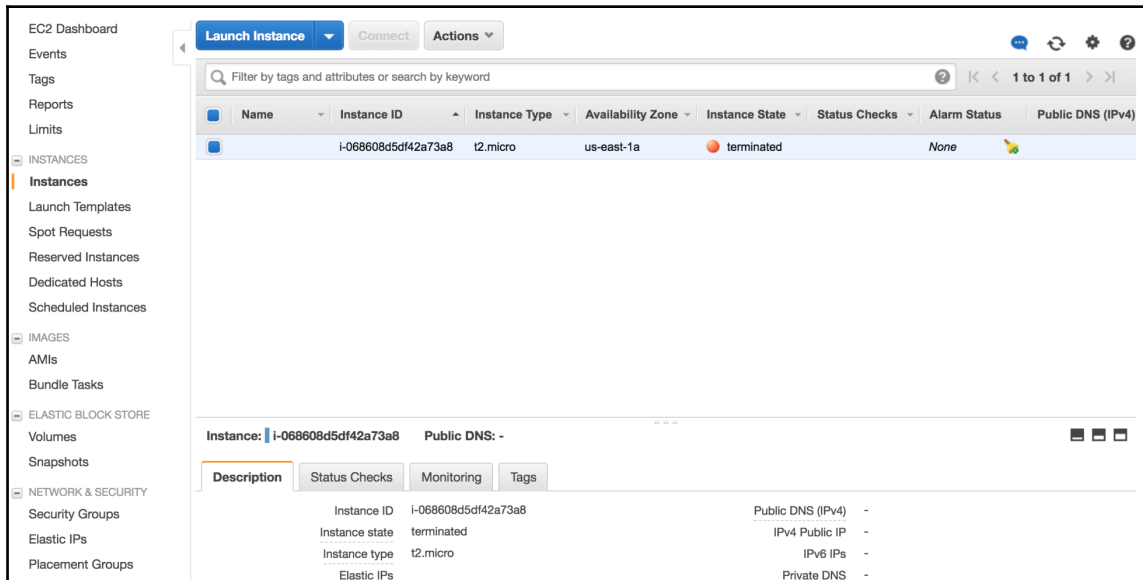 EC2 Dashboard
Events
Tags
Reports
Limits
INSTANCES
Instances
Launch Templates
Spot Requests
Reserved Instances
Dedicated Hosts
Scheduled Instances
IMAGES
AMIs
Bundle Tasks
ELASTIC BLOCK STORE
Volumes
Snapshots
NETWORK & SECURITY
Security Groups
Elastic IPs
Placement Groups
Launch Instance Connect Actions
Filter by tags and attributes or search by keyword 1 to 1 of 1
Name Instance ID Instance Type Availability Zone Instance State Status Checks Alarm Status Public DNS (IPv4)
i-068608d5df42a73a8 t2.micro us-east-1a terminated None
Instance: i-068608d5df42a73a8 Public DNS: -
Description Status Checks Monitoring Tags
Instance ID i-068608d5df42a73a8 Public DNS (IPv4) -
Instance state terminated IPv4 Public IP -
Instance type t2.micro IPv6 IPs -
Elastic IPs Private DNS -